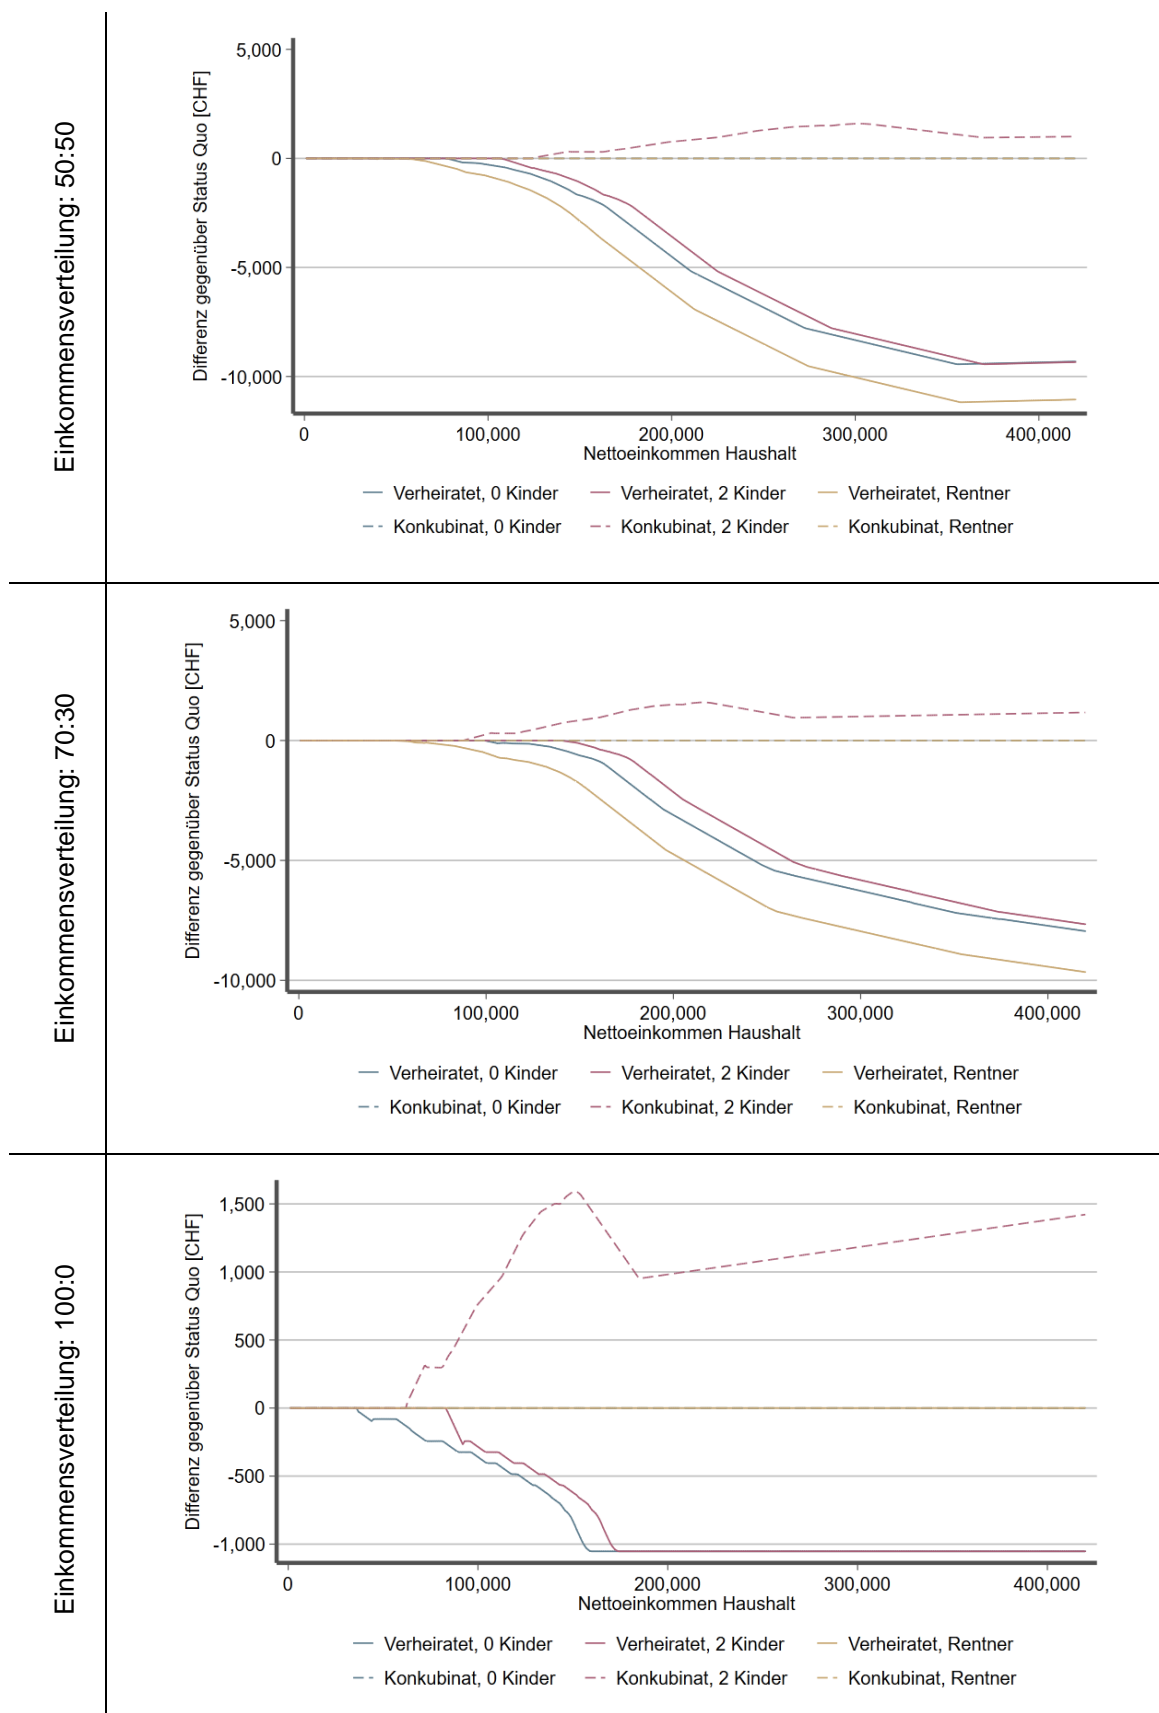 Einkommensverteilung: 50:50
Differenz gegenüber Status Quo [CHF]
5,000
0
-5,000
-10,000
0 100,000 200,000 300,000 400,000
Nettoeinkommen Haushalt
Verheiratet, 0 Kinder Verheiratet, 2 Kinder Verheiratet, Rentner
Konkubinat, 0 Kinder Konkubinat, 2 Kinder Konkubinat, Rentner
Einkommensverteilung: 70:30
Differenz gegenüber Status Quo [CHF]
5,000
0
-5,000
-10,000
0 100,000 200,000 300,000 400,000
Nettoeinkommen Haushalt
Verheiratet, 0 Kinder Verheiratet, 2 Kinder Verheiratet, Rentner
Konkubinat, 0 Kinder Konkubinat, 2 Kinder Konkubinat, Rentner
Einkommensverteilung: 100:0
Differenz gegenüber Status Quo [CHF]
1,500
1,000
500
0
-500
-1,000
0 100,000 200,000 300,000 400,000
Nettoeinkommen Haushalt
Verheiratet, 0 Kinder Verheiratet, 2 Kinder Verheiratet, Rentner
Konkubinat, 0 Kinder Konkubinat, 2 Kinder Konkubinat, Rentner